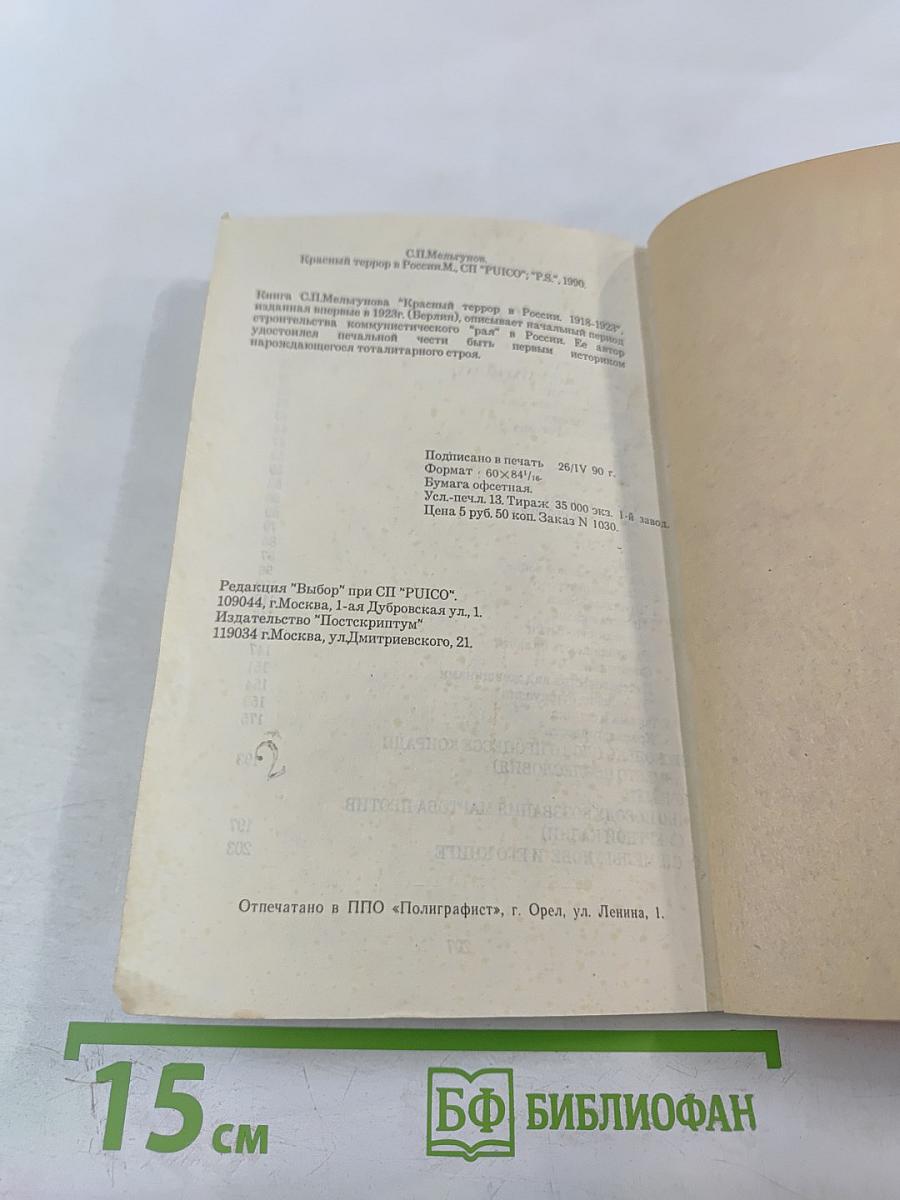 С.П.Мельгунов.
Красный террор в России.М., СП "PUICO"; "P.S.", 1990.
Книга С.П.Мельгунова "Красный террор в России. 1918-1923",
изданная впервые в 1923г. (Берлин), описывает начальный период
строительства коммунистического "рая" в России. Ее автор
удостоился печальной чести быть первым историком
нарождающегося тоталитарного строя.
Подписано в печать 26/IV 90 г.
Формат 60×84¹/₁₆.
Бумага офсетная.
Усл.-печ.л. 13. Тираж 35 000 экз. 1-й завод.
Цена 5 руб. 50 коп. Заказ N 1030.
Редакция "Выбор" при СП "PUICO".
109044, г.Москва, 1-ая Дубровская ул., 1.
Издательство "Постскриптум"
119034 г.Москва, ул.Дмитриевского, 21.
Отпечатано в ППО «Полиграфист», г. Орел, ул. Ленина, 1.
15 см
БФ БИБЛИОФАН